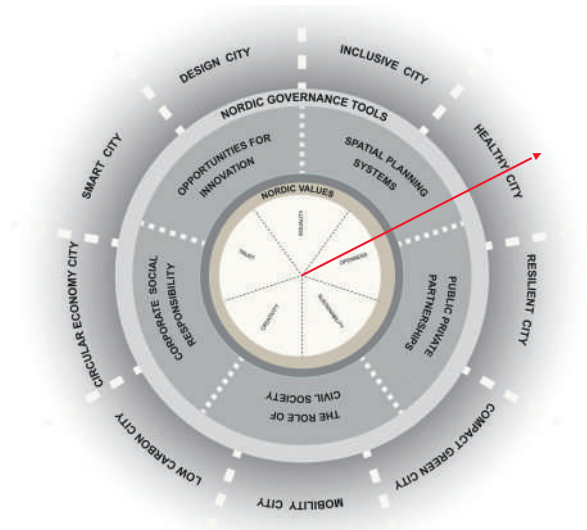 DESIGN CITY
INCLUSIVE CITY
HEALTHY CITY
RESILIENT CITY
COMPACT GREEN CITY
MOBILITY CITY
LOW CARBON CITY
CIRCULAR ECONOMY CITY
SMART CITY
NORDIC GOVERNANCE TOOLS
OPPORTUNITIES FOR
INNOVATION
SPATIAL PLANNING
SYSTEMS
PUBLIC PRIVATE
PARTNERSHIPS
THE ROLE OF
CIVIL SOCIETY
CORPORATE SOCIAL
RESPONSIBILITY
NORDIC VALUES
EQUALITY
OPENNESS
SUSTAINABILITY
CREATIVITY
TRUST